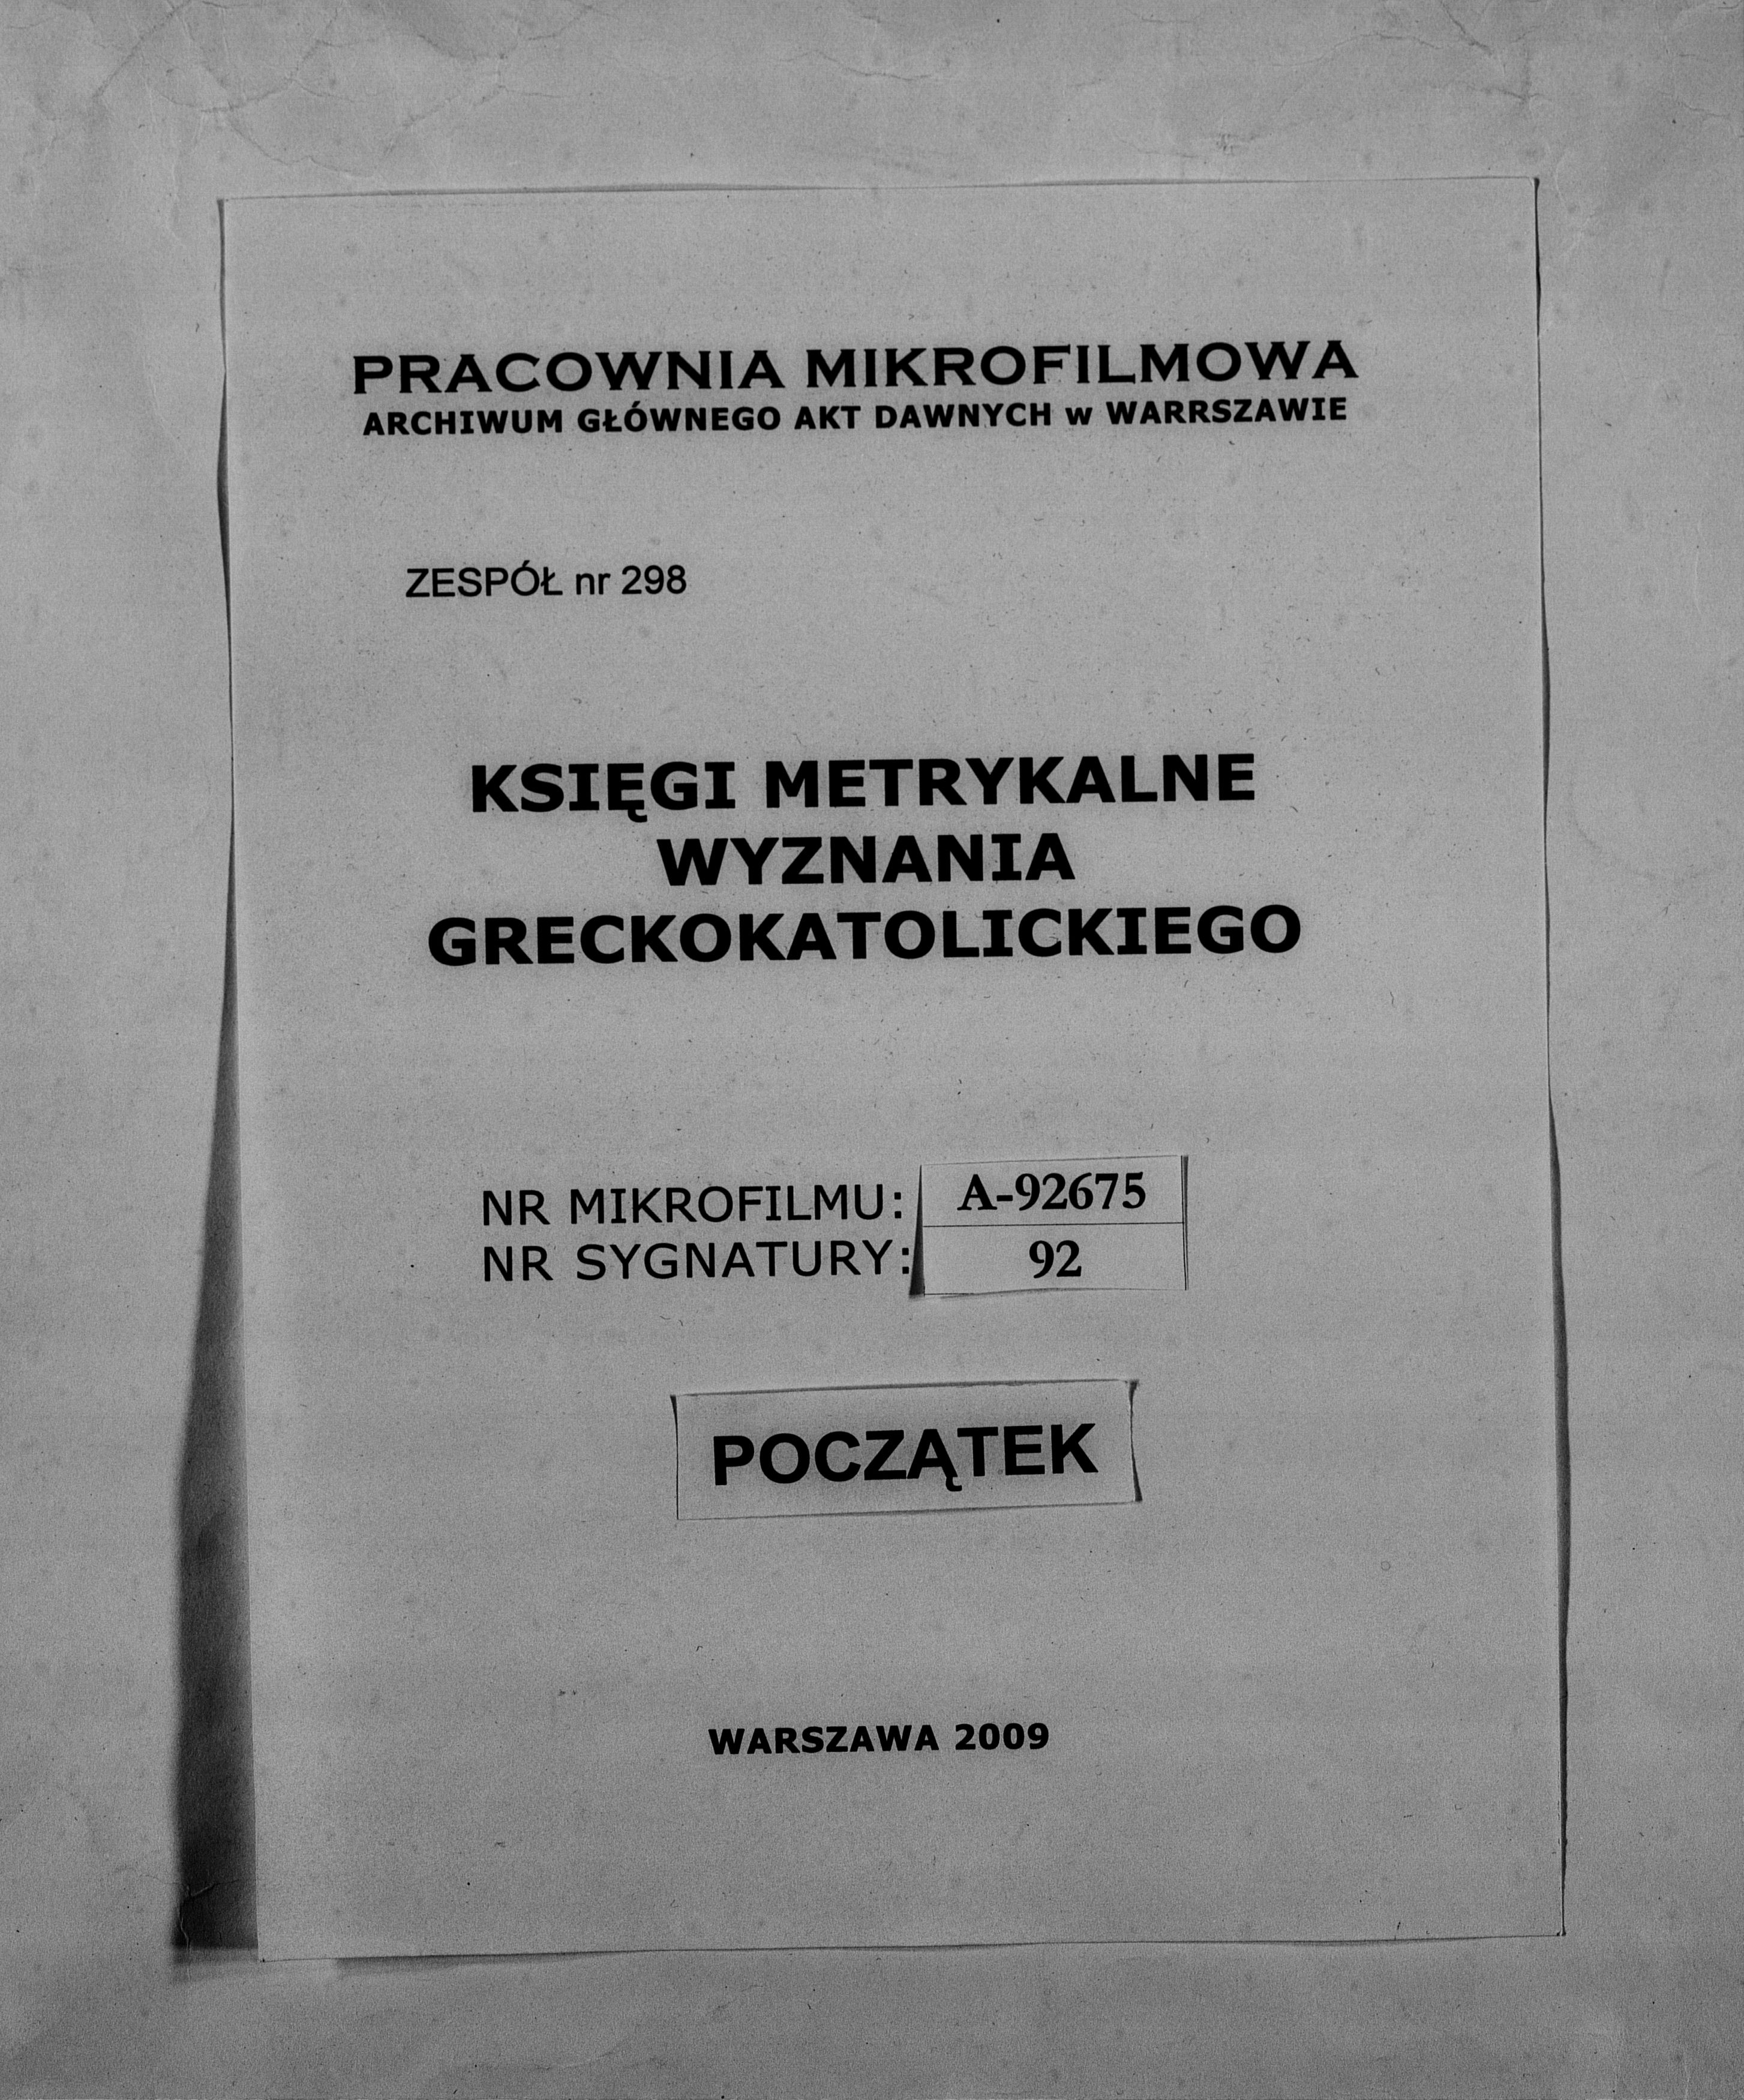 PRACOWNIA MIKROFILMOWA
ARCHIWUM GŁÓWNEGO AKT DAWNYCH w WARRSZAWIE
ZESPÓŁ nr 298
KSIĘGI METRYKALNE
WYZNANIA
GRECKOKATOLICKIEGO
NR MIKROFILMU: A-92675
NR SYGNATURY: 92
POCZĄTEK
WARSZAWA 2009